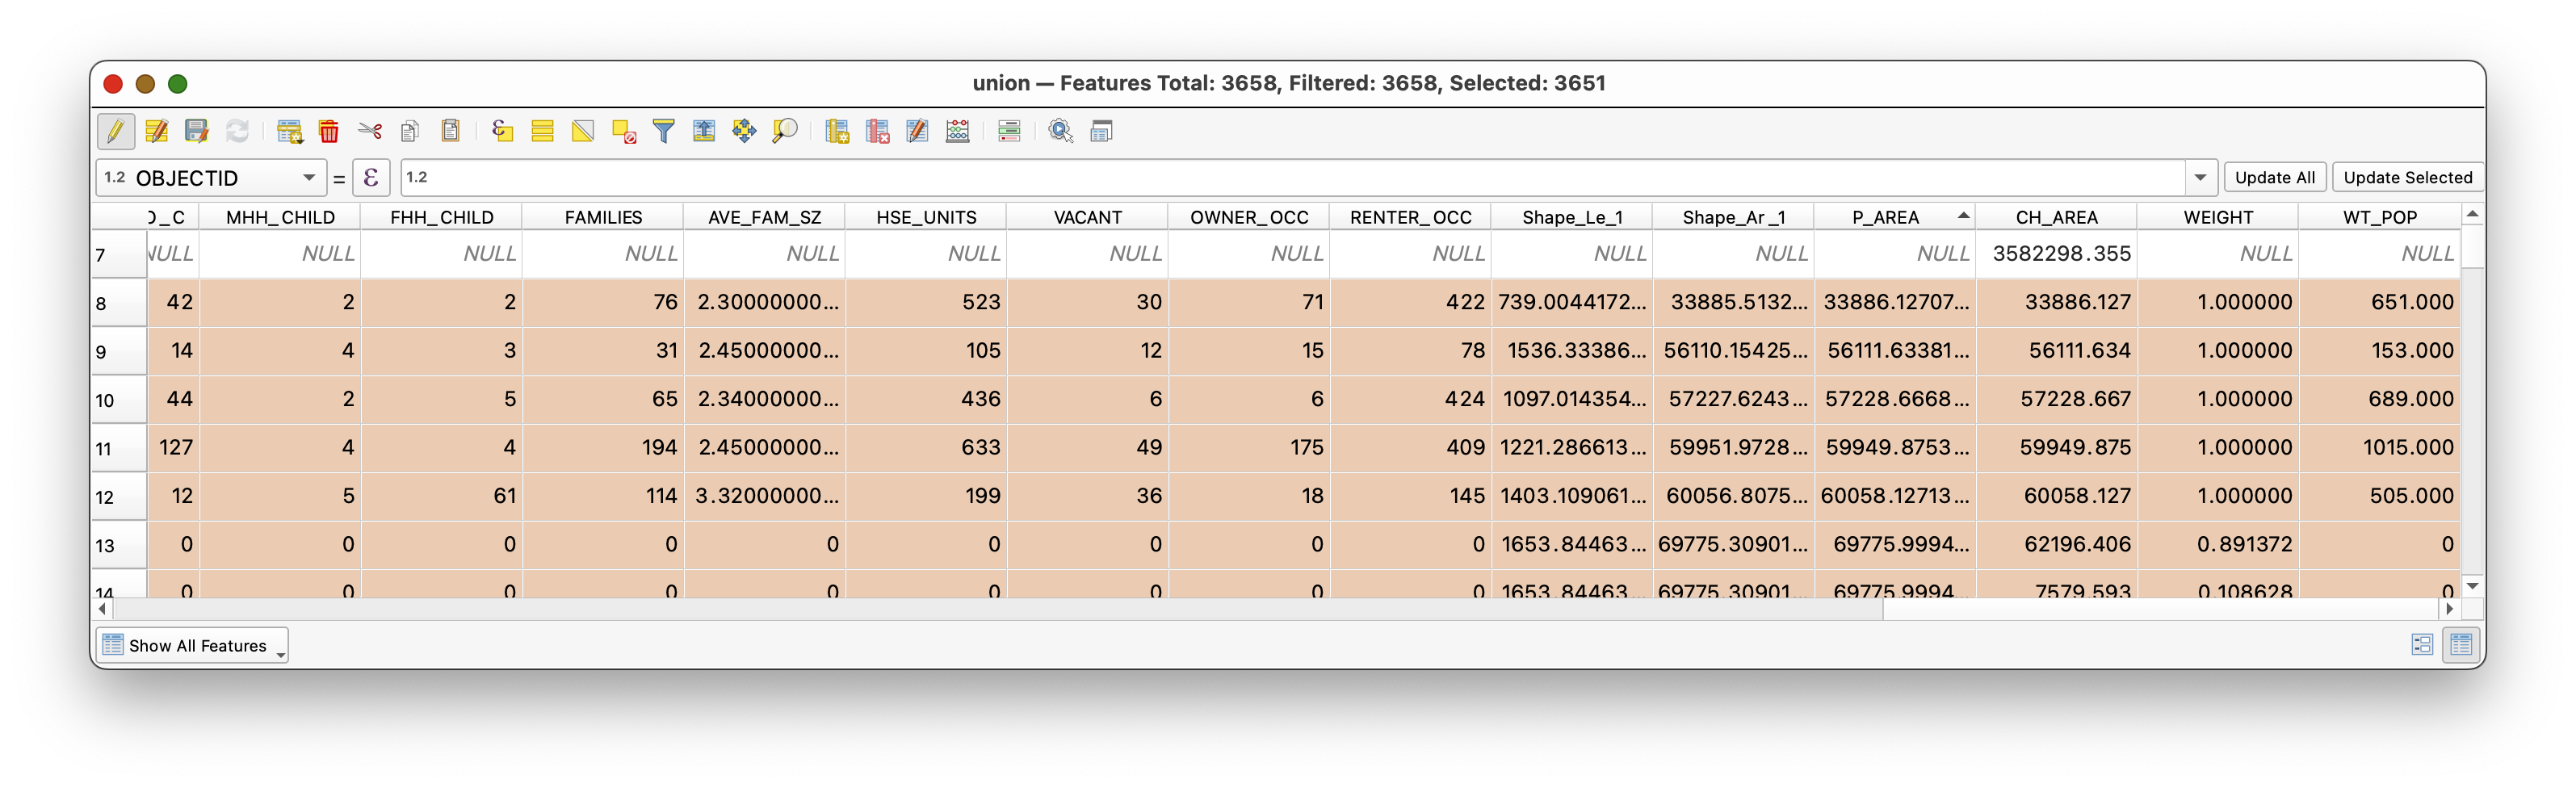 union — Features Total: 3658, Filtered: 3658, Selected: 3651
1.2 OBJECTID = ε 1.2 Update All Update Selected
_C MHH_CHILD FHH_CHILD FAMILIES AVE_FAM_SZ HSE_UNITS VACANT OWNER_OCC RENTER_OCC Shape_Le_1 Shape_Ar_1 P_AREA CH_AREA WEIGHT WT_POP
7 NULL NULL NULL NULL NULL NULL NULL NULL NULL NULL NULL NULL 3582298.355 NULL NULL
8 42 2 2 76 2.30000000... 523 30 71 422 739.0044172... 33885.5132... 33886.12707... 33886.127 1.000000 651.000
9 14 4 3 31 2.45000000... 105 12 15 78 1536.33386... 56110.15425... 56111.63381... 56111.634 1.000000 153.000
10 44 2 5 65 2.34000000... 436 6 6 424 1097.014354... 57227.6243... 57228.6668... 57228.667 1.000000 689.000
11 127 4 4 194 2.45000000... 633 49 175 409 1221.286613... 59951.9728... 59949.8753... 59949.875 1.000000 1015.000
12 12 5 61 114 3.32000000... 199 36 18 145 1403.109061... 60056.8075... 60058.12713... 60058.127 1.000000 505.000
13 0 0 0 0 0 0 0 0 0 1653.84463... 69775.30901... 69775.9994... 62196.406 0.891372 0
14 0 0 0 0 0 0 0 0 0 1653.84463... 69775.30901... 69775.9994... 7579.593 0.108628 0
Show All Features